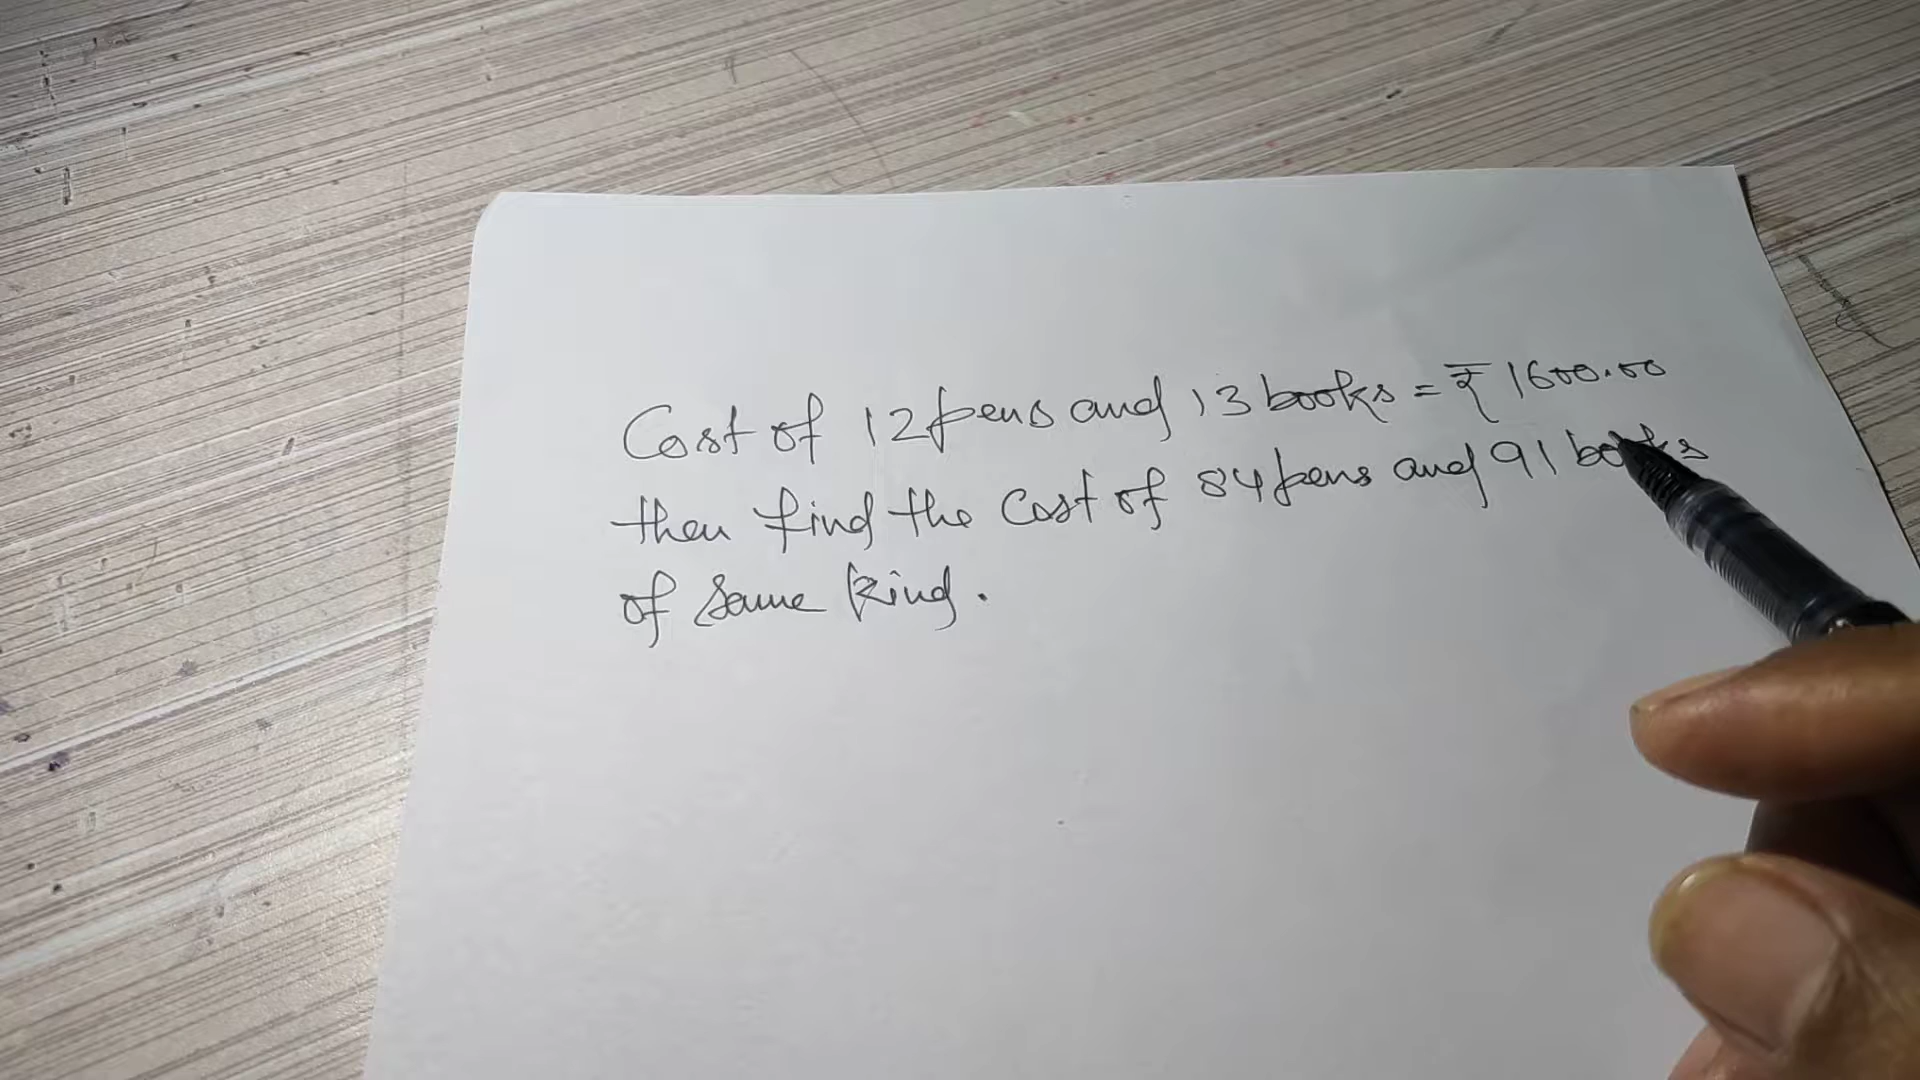 Cost of 12 pens and 13 books = ₹ 1600.00
then find the cost of 84 pens and 91 books
of same kind.